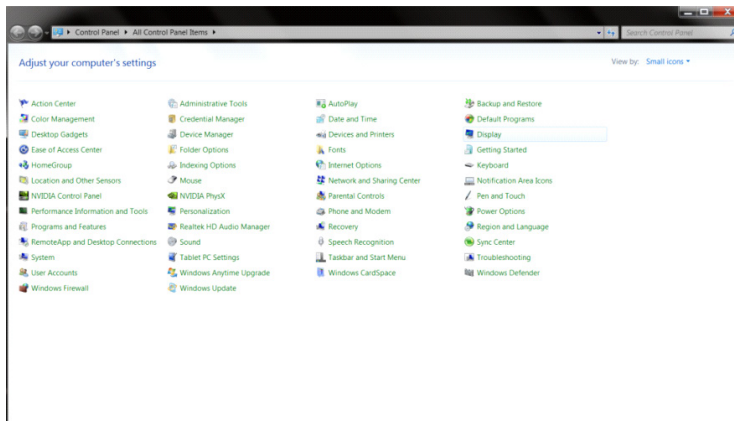 Control Panel ▸ All Control Panel Items ▸ Search Control Panel
Adjust your computer's settings View by: Small icons
Action Center Administrative Tools AutoPlay Backup and Restore
Color Management Credential Manager Date and Time Default Programs
Desktop Gadgets Device Manager Devices and Printers Display
Ease of Access Center Folder Options Fonts Getting Started
HomeGroup Indexing Options Internet Options Keyboard
Location and Other Sensors Mouse Network and Sharing Center Notification Area Icons
NVIDIA Control Panel NVIDIA PhysX Parental Controls Pen and Touch
Performance Information and Tools Personalization Phone and Modem Power Options
Programs and Features Realtek HD Audio Manager Recovery Region and Language
RemoteApp and Desktop Connections Sound Speech Recognition Sync Center
System Tablet PC Settings Taskbar and Start Menu Troubleshooting
User Accounts Windows Anytime Upgrade Windows CardSpace Windows Defender
Windows Firewall Windows Update